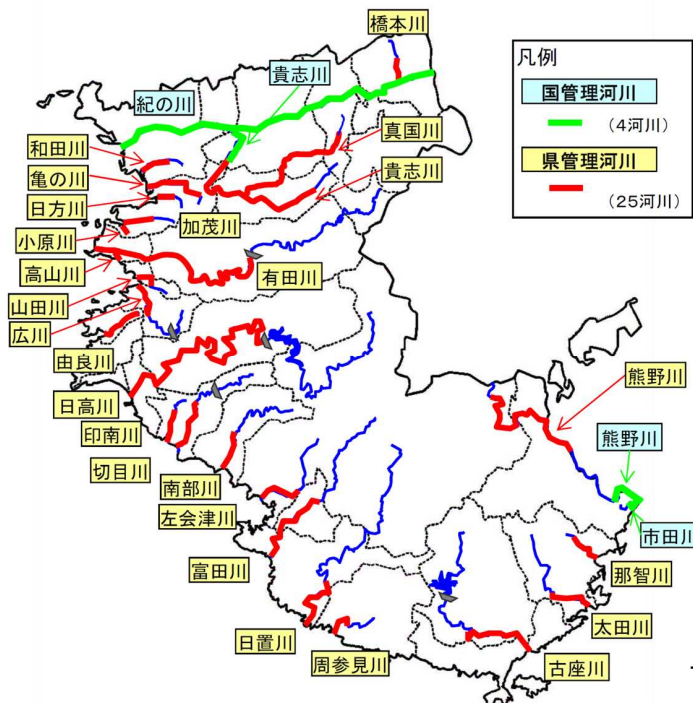 橋本川
貴志川
紀の川
凡例
国管理河川
(4河川)
県管理河川
(25河川)
和田川
真国川
亀の川
貴志川
日方川
加茂川
小原川
高山川
有田川
山田川
広川
由良川
日高川
印南川
切目川
南部川
左会津川
富田川
日置川
周参見川
古座川
太田川
那智川
市田川
熊野川
熊野川